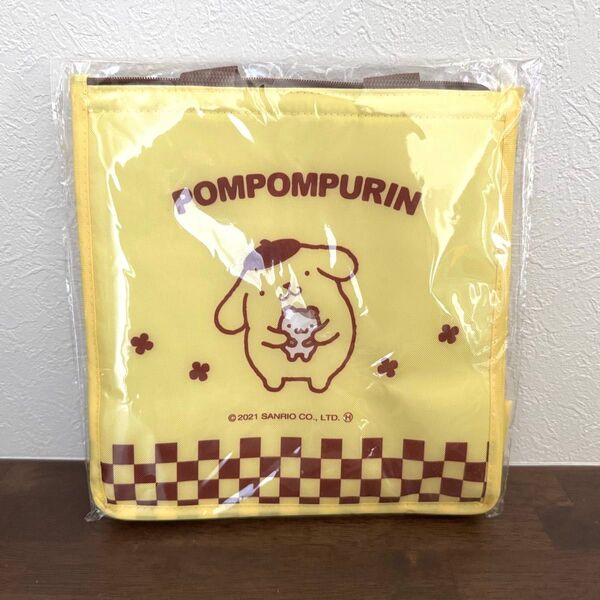 POMPOMPURIN
© 2021 SANRIO CO., LTD. Ⓗ